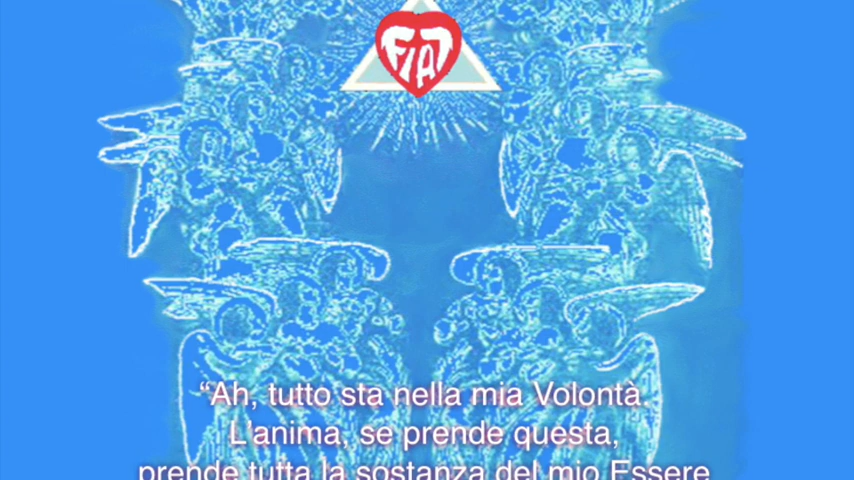 FIAT
“Ah, tutto sta nella mia Volontà.
L'anima, se prende questa,
prende tutta la sostanza del mio Essere